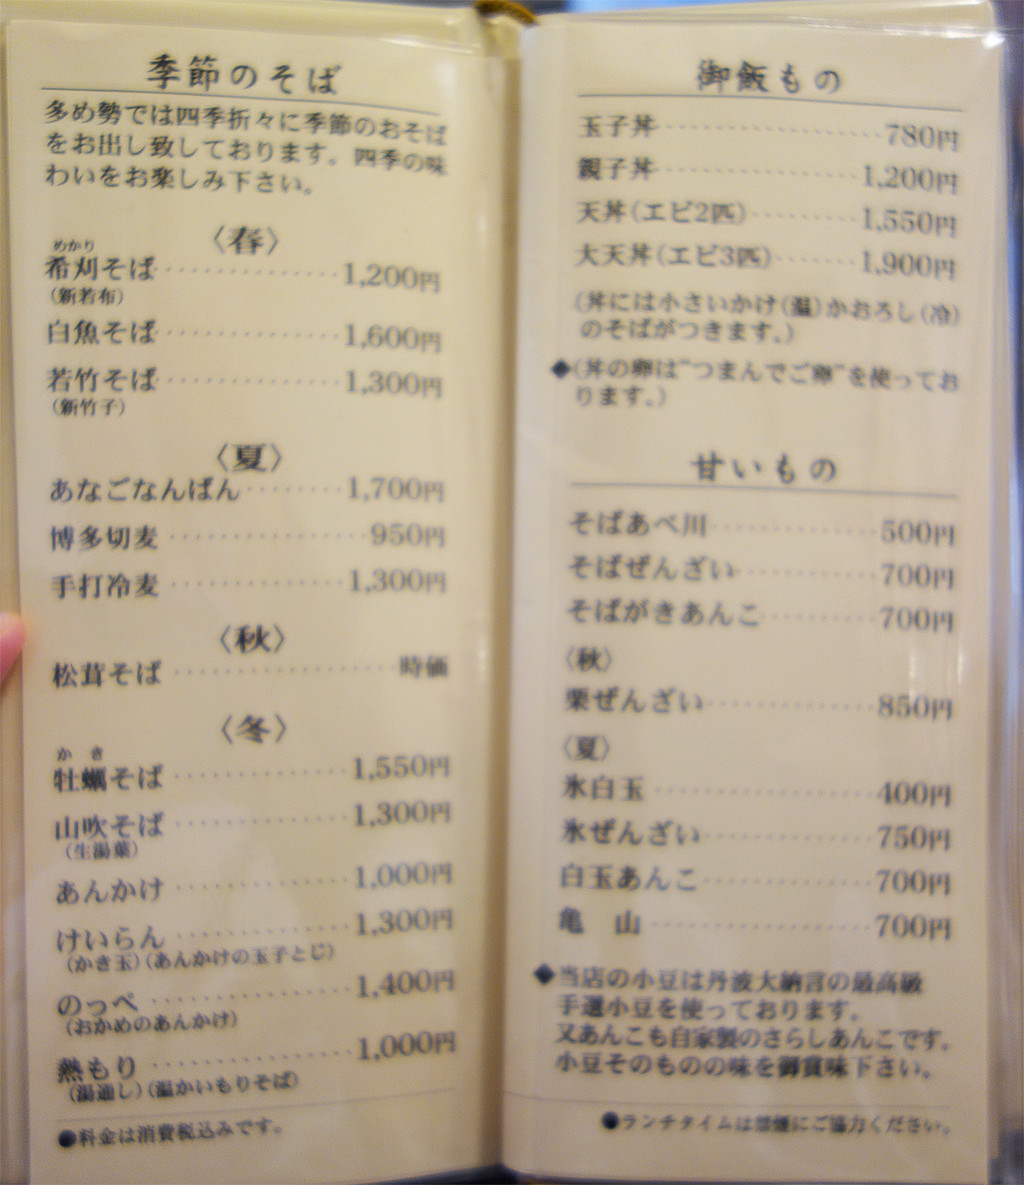 季節のそば
多め勢では四季折々に季節のおそば
をお出し致しております。四季の味
わいをお楽しみ下さい。
〈春〉
めかり
希刈そば……………1,200円
(新若布)
白魚そば……………1,600円
若竹そば……………1,300円
(新竹子)
〈夏〉
あなごなんばん………1,700円
博多切麦……………950円
手打冷麦……………1,300円
〈秋〉
松茸そば……………時価
〈冬〉
かき
牡蠣そば……………1,550円
山吹そば……………1,300円
(生湯葉)
あんかけ……………1,000円
けいらん……………1,300円
(かき玉)(あんかけの玉子とじ)
のっぺ……………1,400円
(おかめのあんかけ)
熱もり……………1,000円
(湯通し)(温かいもりそば)
●料金は消費税込みです。
御飯もの
玉子丼……………780円
親子丼……………1,200円
天丼(エビ2匹)………1,550円
大天丼(エビ3匹)………1,900円
(丼には小さいかけ(温)かおろし(冷)
のそばがつきます。)
◆(丼の卵は"つまんでご卵"を使ってお
ります。)
甘いもの
そばあべ川……………500円
そばぜんざい…………700円
そばがきあんこ………700円
〈秋〉
栗ぜんざい……………850円
〈夏〉
氷白玉……………400円
氷ぜんざい……………750円
白玉あんこ……………700円
亀　山……………700円
◆当店の小豆は丹波大納言の最高級
手選小豆を使っております。
又あんこも自家製のさらしあんこです。
小豆そのものの味を御賞味下さい。
●ランチタイムは禁煙にご協力ください。